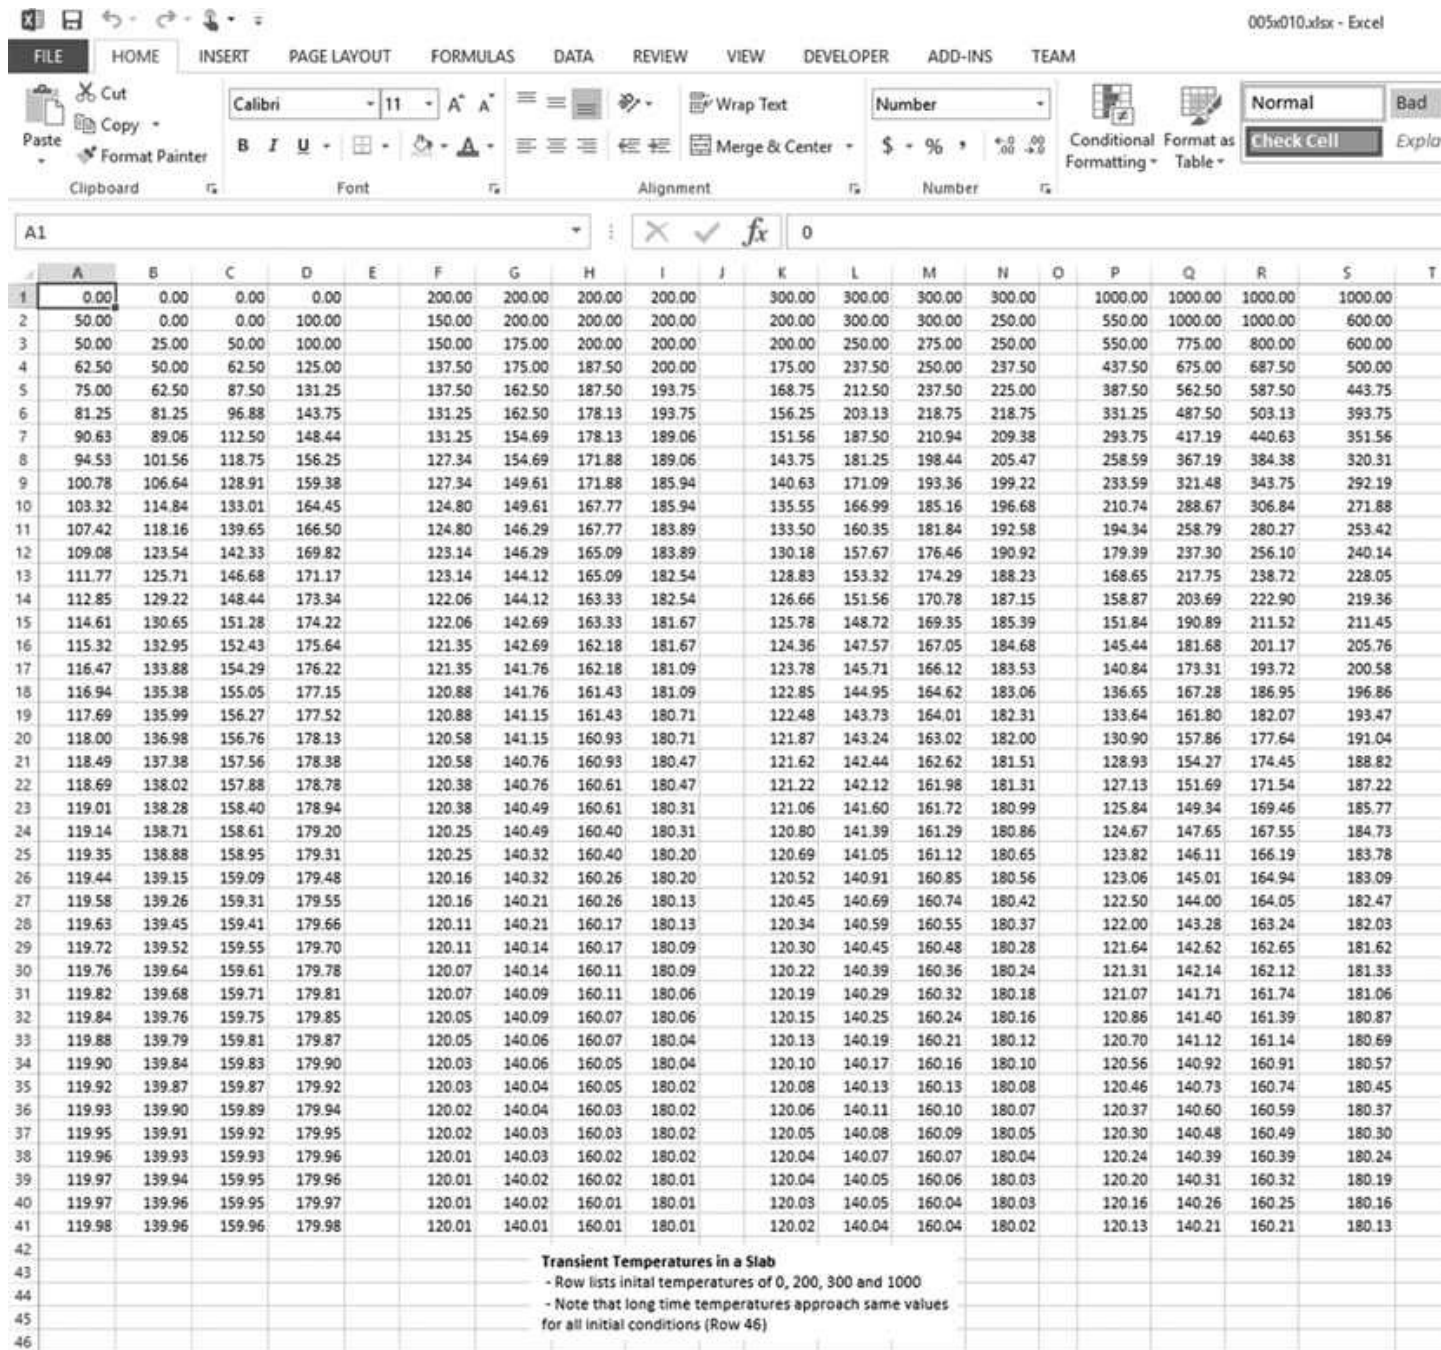 005x010.xlsx - Excel
FILE HOME INSERT PAGE LAYOUT FORMULAS DATA REVIEW VIEW DEVELOPER ADD-INS TEAM
Cut
Copy
Format Painter
Paste
Calibri 11 A A
B I U A
Wrap Text
Merge & Center
Number
$ % , .00 .00
Conditional Formatting
Format as Table
Normal Bad
Check Cell Expla
Clipboard Font Alignment Number
A1 fx 0
A B C D E F G H I J K L M N O P Q R S T
1 0.00 0.00 0.00 0.00 200.00 200.00 200.00 200.00 300.00 300.00 300.00 300.00 1000.00 1000.00 1000.00 1000.00
2 50.00 0.00 0.00 100.00 150.00 200.00 200.00 200.00 200.00 300.00 300.00 250.00 550.00 1000.00 1000.00 600.00
3 50.00 25.00 50.00 100.00 150.00 175.00 200.00 200.00 200.00 250.00 275.00 250.00 550.00 775.00 800.00 600.00
4 62.50 50.00 62.50 125.00 137.50 175.00 187.50 200.00 175.00 237.50 250.00 237.50 437.50 675.00 687.50 500.00
5 75.00 62.50 87.50 131.25 137.50 162.50 187.50 193.75 168.75 212.50 237.50 225.00 387.50 562.50 587.50 443.75
6 81.25 81.25 96.88 143.75 131.25 162.50 178.13 193.75 156.25 203.13 218.75 218.75 331.25 487.50 503.13 393.75
7 90.63 89.06 112.50 148.44 131.25 154.69 178.13 189.06 151.56 187.50 210.94 209.38 293.75 417.19 440.63 351.56
8 94.53 101.56 118.75 156.25 127.34 154.69 171.88 189.06 143.75 181.25 198.44 205.47 258.59 367.19 384.38 320.31
9 100.78 106.64 128.91 159.38 127.34 149.61 171.88 185.94 140.63 171.09 193.36 199.22 233.59 321.48 343.75 292.19
10 103.32 114.84 133.01 164.45 124.80 149.61 167.77 185.94 135.55 166.99 185.16 196.68 210.74 288.67 306.84 271.88
11 107.42 118.16 139.65 166.50 124.80 146.29 167.77 183.89 133.50 160.35 181.84 192.58 194.34 258.79 280.27 253.42
12 109.08 123.54 142.33 169.82 123.14 146.29 165.09 183.89 130.18 157.67 176.46 190.92 179.39 237.30 256.10 240.14
13 111.77 125.71 146.68 171.17 123.14 144.12 165.09 182.54 128.83 153.32 174.29 188.23 168.65 217.75 238.72 228.05
14 112.85 129.22 148.44 173.34 122.06 144.12 163.33 182.54 126.66 151.56 170.78 187.15 158.87 203.69 222.90 219.36
15 114.61 130.65 151.28 174.22 122.06 142.69 163.33 181.67 125.78 148.72 169.35 185.39 151.84 190.89 211.52 211.45
16 115.32 132.95 152.43 175.64 121.35 142.69 162.18 181.67 124.36 147.57 167.05 184.68 145.44 181.68 201.17 205.76
17 116.47 133.88 154.29 176.22 121.35 141.76 162.18 181.09 123.78 145.71 166.12 183.53 140.84 173.31 193.72 200.58
18 116.94 135.38 155.05 177.15 120.88 141.76 161.43 181.09 122.85 144.95 164.62 183.06 136.65 167.28 186.95 196.86
19 117.69 135.99 156.27 177.52 120.88 141.15 161.43 180.71 122.48 143.73 164.01 182.31 133.64 161.80 182.07 193.47
20 118.00 136.98 156.76 178.13 120.58 141.15 160.93 180.71 121.87 143.24 163.02 182.00 130.90 157.86 177.64 191.04
21 118.49 137.38 157.56 178.38 120.58 140.76 160.93 180.47 121.62 142.44 162.62 181.51 128.93 154.27 174.45 188.82
22 118.69 138.02 157.88 178.78 120.38 140.76 160.61 180.47 121.22 142.12 161.98 181.31 127.13 151.69 171.54 187.22
23 119.01 138.28 158.40 178.94 120.38 140.49 160.61 180.31 121.06 141.60 161.72 180.99 125.84 149.34 169.46 185.77
24 119.14 138.71 158.61 179.20 120.25 140.49 160.40 180.31 120.80 141.39 161.29 180.86 124.67 147.65 167.55 184.73
25 119.35 138.88 158.95 179.31 120.25 140.32 160.40 180.20 120.69 141.05 161.12 180.65 123.82 146.11 166.19 183.78
26 119.44 139.15 159.09 179.48 120.16 140.32 160.26 180.20 120.52 140.91 160.85 180.56 123.06 145.01 164.94 183.09
27 119.58 139.26 159.31 179.55 120.16 140.21 160.26 180.13 120.45 140.69 160.74 180.42 122.50 144.00 164.05 182.47
28 119.63 139.45 159.41 179.66 120.11 140.21 160.17 180.13 120.34 140.59 160.55 180.37 122.00 143.28 163.24 182.03
29 119.72 139.52 159.55 179.70 120.11 140.14 160.17 180.09 120.30 140.45 160.48 180.28 121.64 142.62 162.65 181.62
30 119.76 139.64 159.61 179.78 120.07 140.14 160.11 180.09 120.22 140.39 160.36 180.24 121.31 142.14 162.12 181.33
31 119.82 139.68 159.71 179.81 120.07 140.09 160.11 180.06 120.19 140.29 160.32 180.18 121.07 141.71 161.74 181.06
32 119.84 139.76 159.75 179.85 120.05 140.09 160.07 180.06 120.15 140.25 160.24 180.16 120.86 141.40 161.39 180.87
33 119.88 139.79 159.81 179.87 120.05 140.06 160.07 180.04 120.13 140.19 160.21 180.12 120.70 141.12 161.14 180.69
34 119.90 139.84 159.83 179.90 120.03 140.06 160.05 180.04 120.10 140.17 160.16 180.10 120.56 140.92 160.91 180.57
35 119.92 139.87 159.87 179.92 120.03 140.04 160.05 180.02 120.08 140.13 160.13 180.08 120.46 140.73 160.74 180.45
36 119.93 139.90 159.89 179.94 120.02 140.04 160.03 180.02 120.06 140.11 160.10 180.07 120.37 140.60 160.59 180.37
37 119.95 139.91 159.92 179.95 120.02 140.03 160.03 180.02 120.05 140.08 160.09 180.05 120.30 140.48 160.49 180.30
38 119.96 139.93 159.93 179.96 120.01 140.03 160.02 180.02 120.04 140.07 160.07 180.04 120.24 140.39 160.39 180.24
39 119.97 139.94 159.95 179.96 120.01 140.02 160.02 180.01 120.04 140.05 160.06 180.03 120.20 140.31 160.32 180.19
40 119.97 139.96 159.95 179.97 120.01 140.02 160.01 180.01 120.03 140.05 160.04 180.03 120.16 140.26 160.25 180.16
41 119.98 139.96 159.96 179.98 120.01 140.01 160.01 180.01 120.02 140.04 160.04 180.02 120.13 140.21 160.21 180.13
42
43 Transient Temperatures in a Slab
44 - Row lists inital temperatures of 0, 200, 300 and 1000
45 - Note that long time temperatures approach same values
46 for all initial conditions (Row 46)